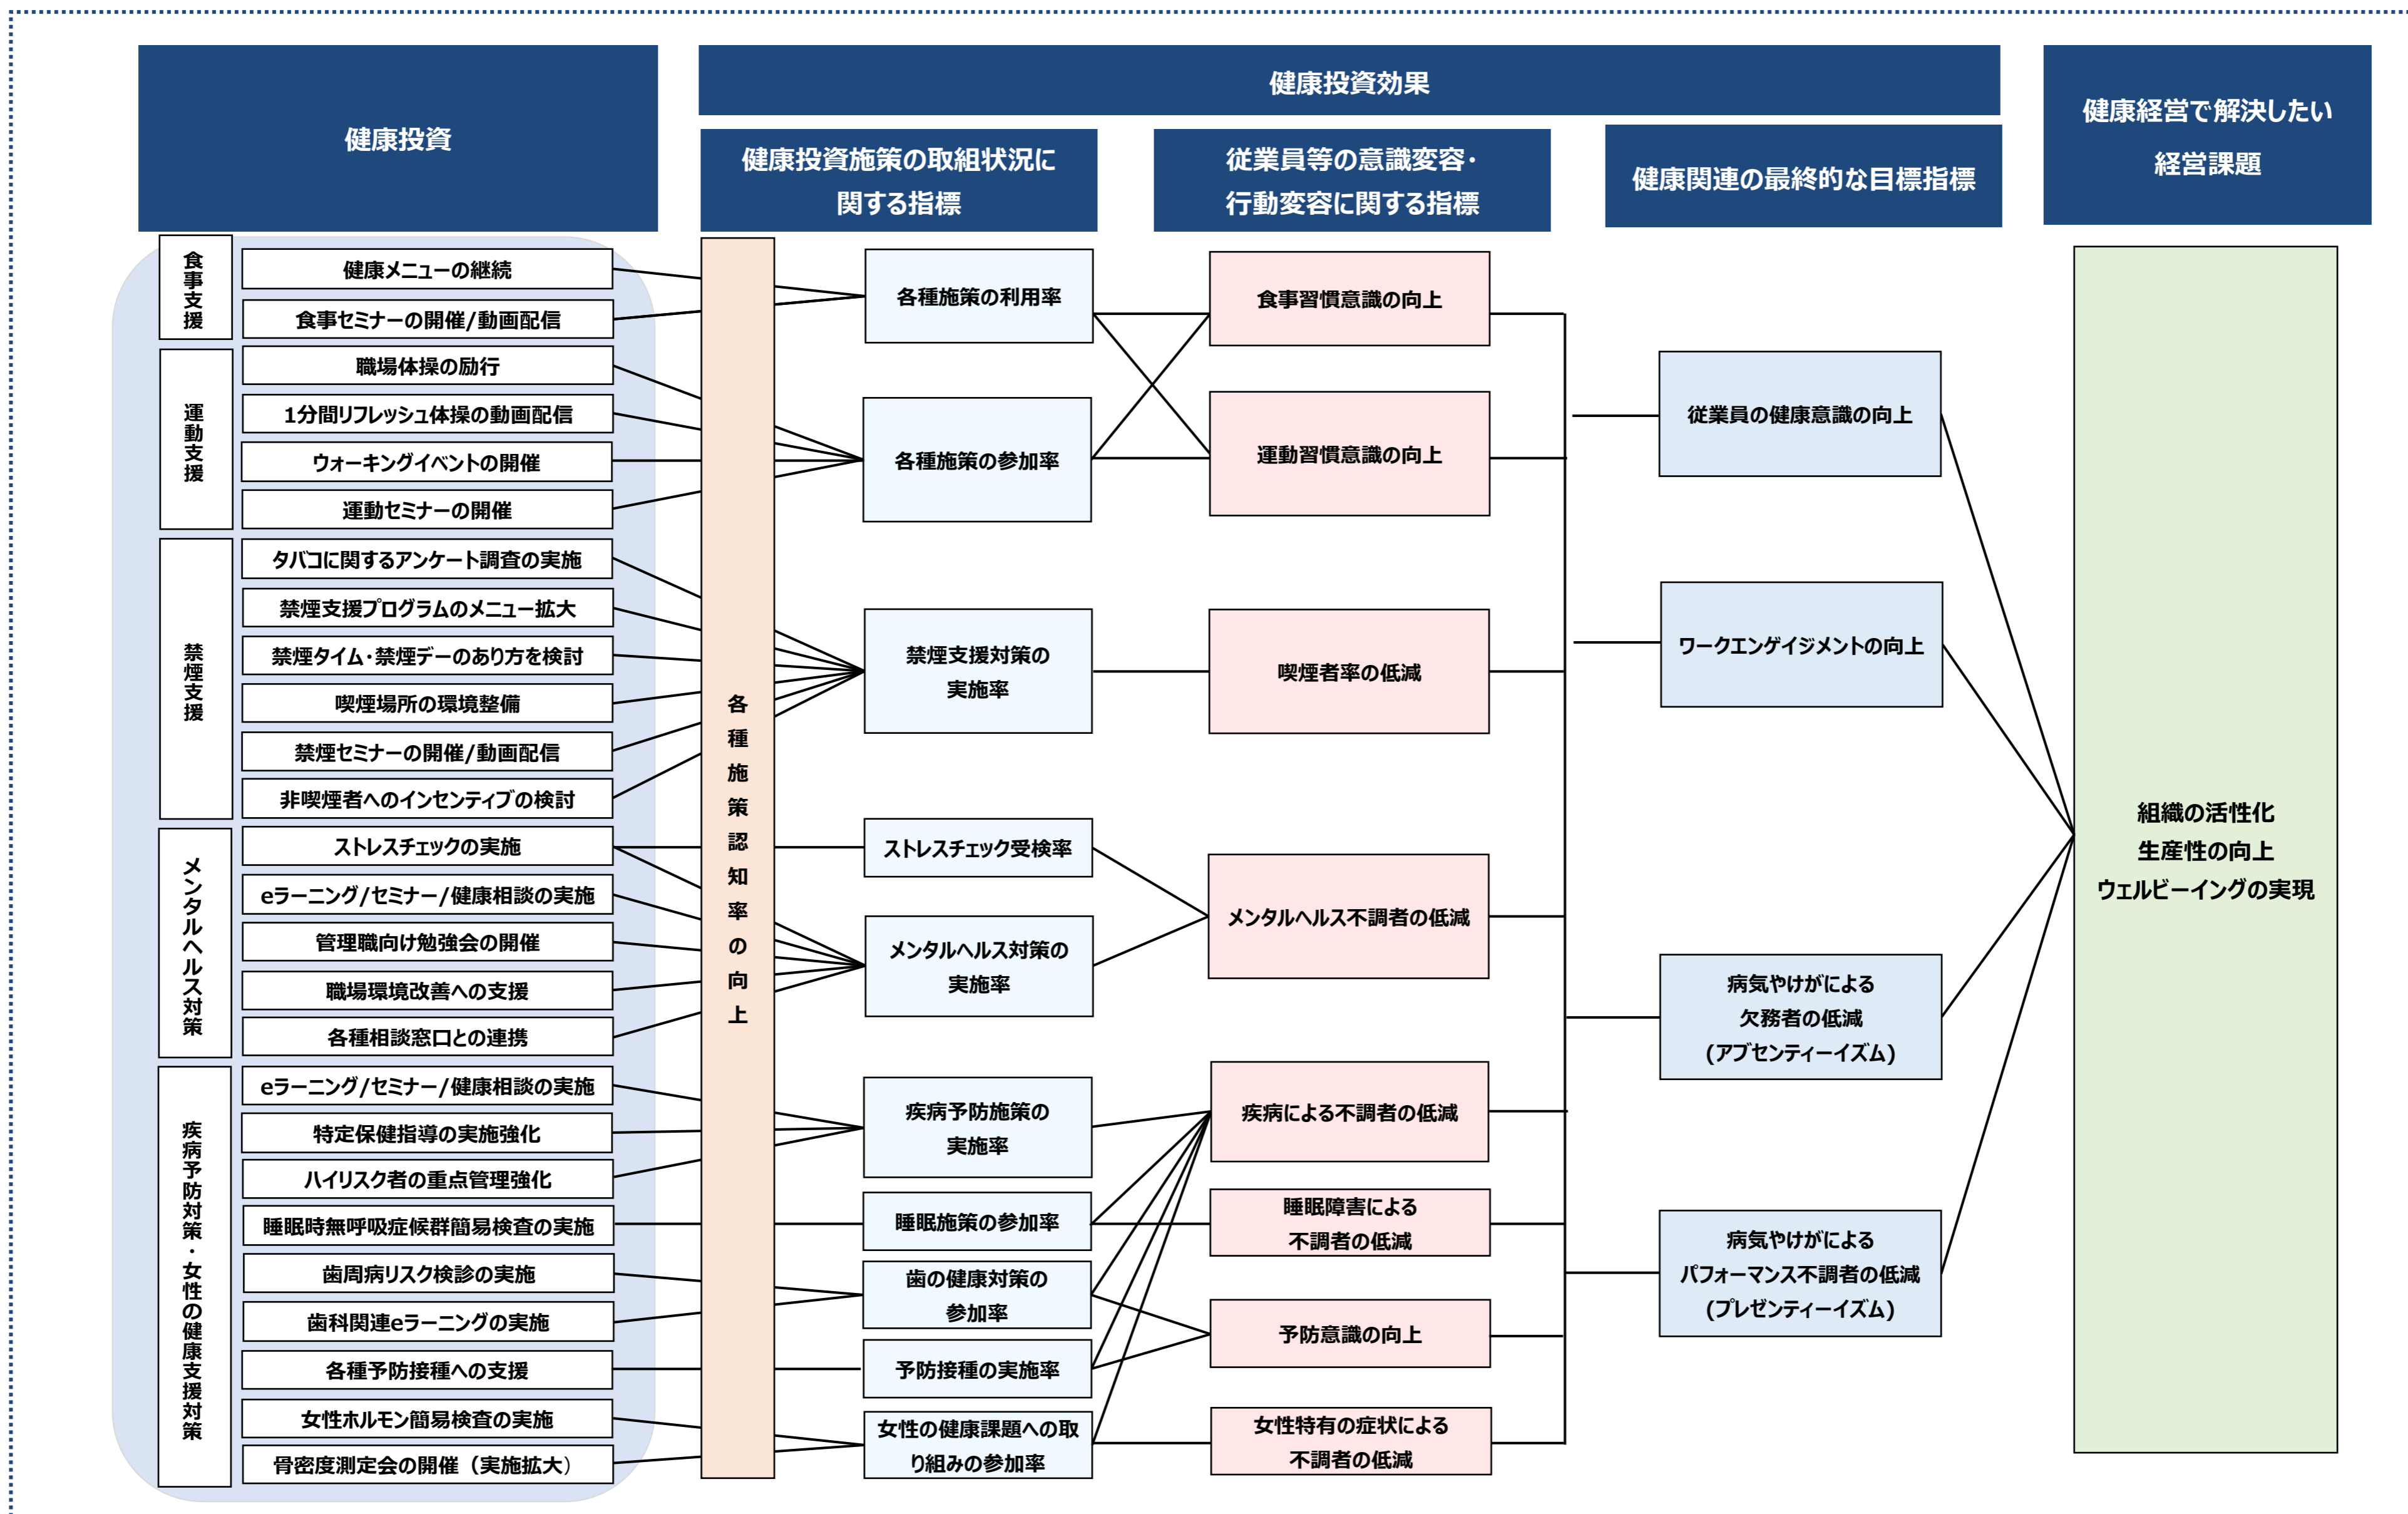 健康投資
健康投資効果
健康経営で解決したい
経営課題
健康投資施策の取組状況に
関する指標
従業員等の意識変容・
行動変容に関する指標
健康関連の最終的な目標指標
食事支援
健康メニューの継続
食事セミナーの開催/動画配信
運動支援
職場体操の励行
1分間リフレッシュ体操の動画配信
ウォーキングイベントの開催
運動セミナーの開催
禁煙支援
タバコに関するアンケート調査の実施
禁煙支援プログラムのメニュー拡大
禁煙タイム・禁煙デーのあり方を検討
喫煙場所の環境整備
禁煙セミナーの開催/動画配信
非喫煙者へのインセンティブの検討
メンタルヘルス対策
ストレスチェックの実施
eラーニング/セミナー/健康相談の実施
管理職向け勉強会の開催
職場環境改善への支援
各種相談窓口との連携
疾病予防対策・女性の健康支援対策
eラーニング/セミナー/健康相談の実施
特定保健指導の実施強化
ハイリスク者の重点管理強化
睡眠時無呼吸症候群簡易検査の実施
歯周病リスク検診の実施
歯科関連eラーニングの実施
各種予防接種への支援
女性ホルモン簡易検査の実施
骨密度測定会の開催（実施拡大）
各種施策認知率の向上
各種施策の利用率
各種施策の参加率
禁煙支援対策の
実施率
ストレスチェック受検率
メンタルヘルス対策の
実施率
疾病予防施策の
実施率
睡眠施策の参加率
歯の健康対策の
参加率
予防接種の実施率
女性の健康課題への取
り組みの参加率
食事習慣意識の向上
運動習慣意識の向上
喫煙者率の低減
メンタルヘルス不調者の低減
疾病による不調者の低減
睡眠障害による
不調者の低減
予防意識の向上
女性特有の症状による
不調者の低減
従業員の健康意識の向上
ワークエンゲイジメントの向上
病気やけがによる
欠務者の低減
(アブセンティーイズム)
病気やけがによる
パフォーマンス不調者の低減
(プレゼンティーイズム)
組織の活性化
生産性の向上
ウェルビーイングの実現